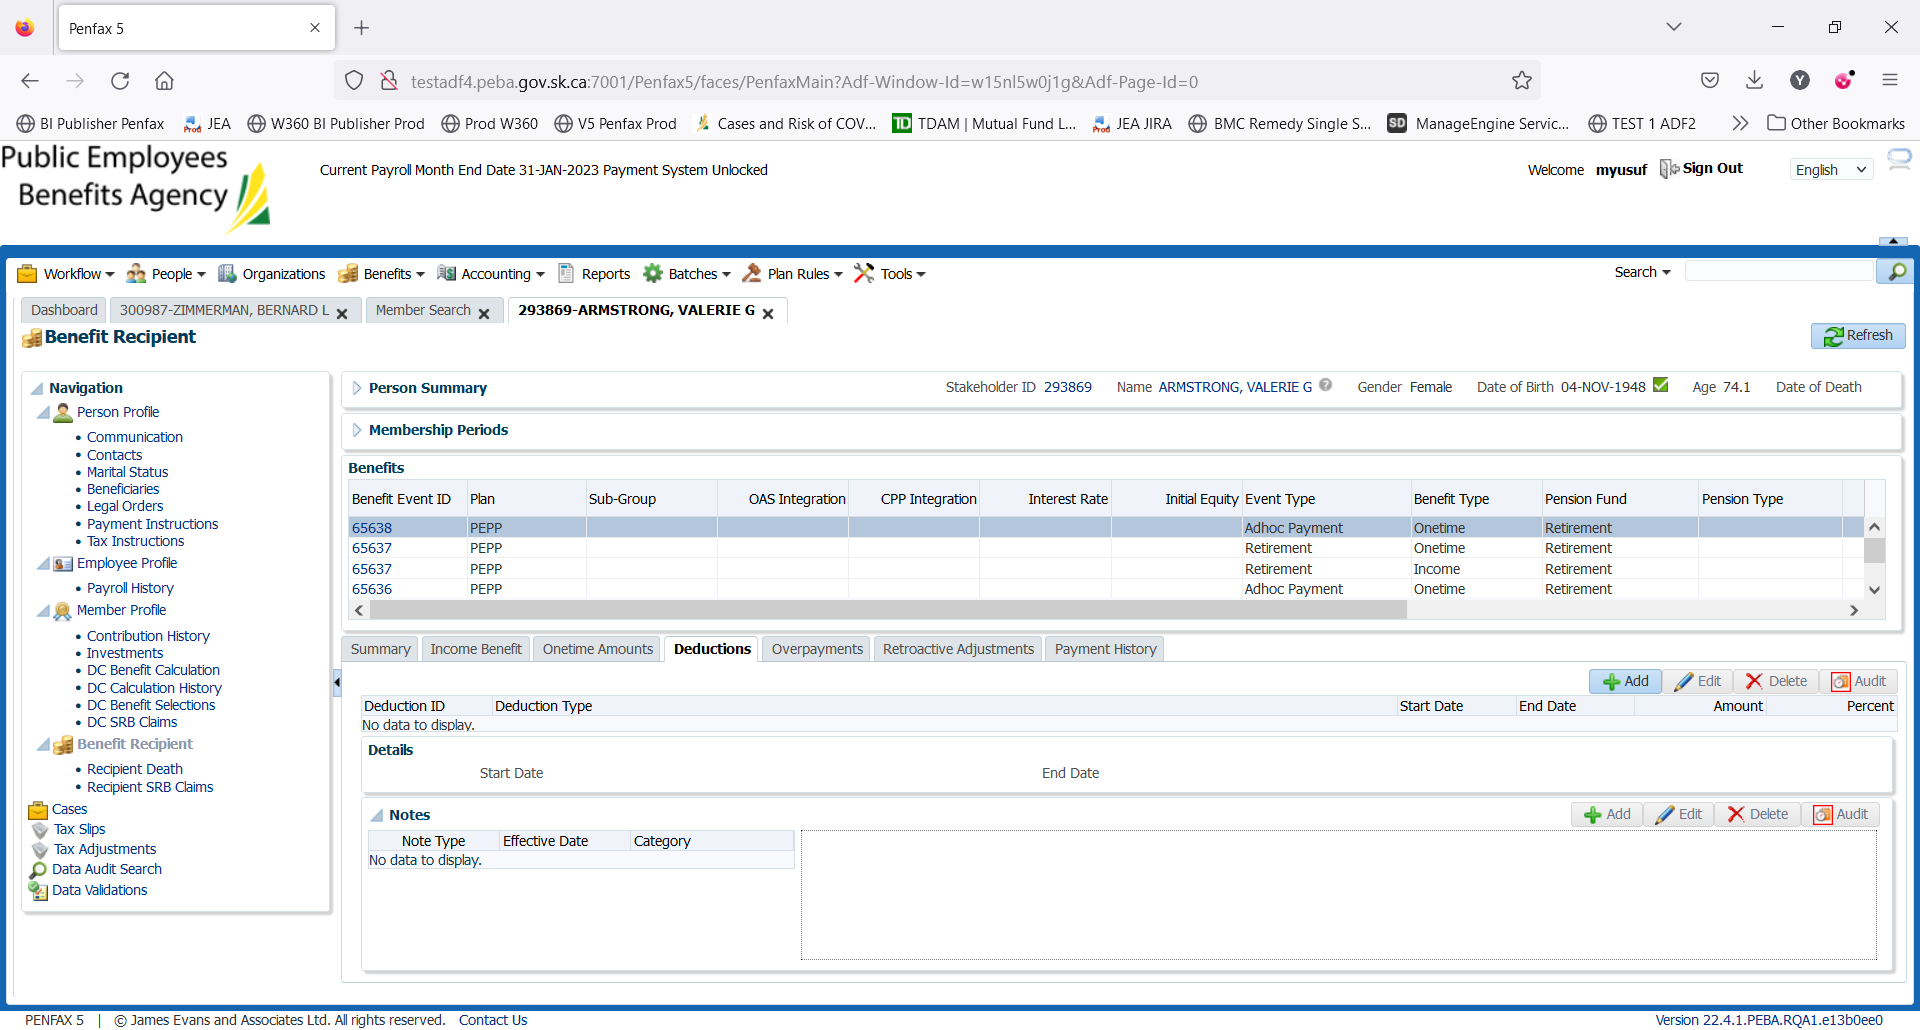 Penfax 5
testadf4.peba.gov.sk.ca:7001/Penfax5/faces/PenfaxMain?Adf-Window-Id=w15nl5w0j1g&Adf-Page-Id=0
BI Publisher Penfax JEA W360 BI Publisher Prod Prod W360 V5 Penfax Prod Cases and Risk of COV... TDAM | Mutual Fund L... JEA JIRA BMC Remedy Single S... ManageEngine Servic... TEST 1 ADF2 Other Bookmarks
Public Employees
Benefits Agency
Current Payroll Month End Date 31-JAN-2023 Payment System Unlocked
Welcome myusuf Sign Out English
Workflow People Organizations Benefits Accounting Reports Batches Plan Rules Tools Search
Dashboard 300987-ZIMMERMAN, BERNARD L Member Search 293869-ARMSTRONG, VALERIE G
Benefit Recipient
Refresh
Navigation
Person Profile
Communication
Contacts
Marital Status
Beneficiaries
Legal Orders
Payment Instructions
Tax Instructions
Employee Profile
Payroll History
Member Profile
Contribution History
Investments
DC Benefit Calculation
DC Calculation History
DC Benefit Selections
DC SRB Claims
Benefit Recipient
Recipient Death
Recipient SRB Claims
Cases
Tax Slips
Tax Adjustments
Data Audit Search
Data Validations
Person Summary Stakeholder ID 293869 Name ARMSTRONG, VALERIE G Gender Female Date of Birth 04-NOV-1948 Age 74.1 Date of Death
Membership Periods
Benefits
Benefit Event ID Plan Sub-Group OAS Integration CPP Integration Interest Rate Initial Equity Event Type Benefit Type Pension Fund Pension Type
65638 PEPP Adhoc Payment Onetime Retirement
65637 PEPP Retirement Onetime Retirement
65637 PEPP Retirement Income Retirement
65636 PEPP Adhoc Payment Onetime Retirement
Summary Income Benefit Onetime Amounts Deductions Overpayments Retroactive Adjustments Payment History
Add Edit Delete Audit
Deduction ID Deduction Type Start Date End Date Amount Percent
No data to display.
Details
Start Date End Date
Notes
Add Edit Delete Audit
Note Type Effective Date Category
No data to display.
PENFAX 5 | © James Evans and Associates Ltd. All rights reserved. Contact Us
Version 22.4.1.PEBA.RQA1.e13b0ee0